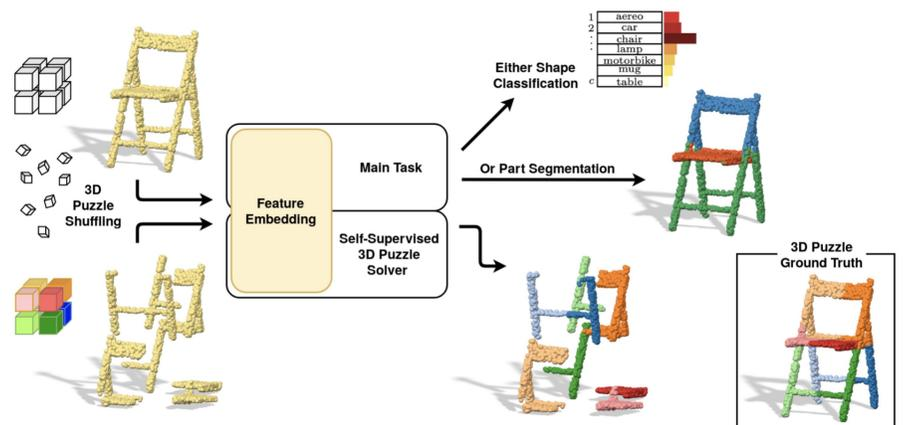 1 aereo
2 car
: chair
: lamp
motorbike
mug
c table
Either Shape
Classification
Main Task
Or Part Segmentation
3D
Puzzle
Shuffling
Feature
Embedding
Self-Supervised
3D Puzzle
Solver
3D Puzzle
Ground Truth